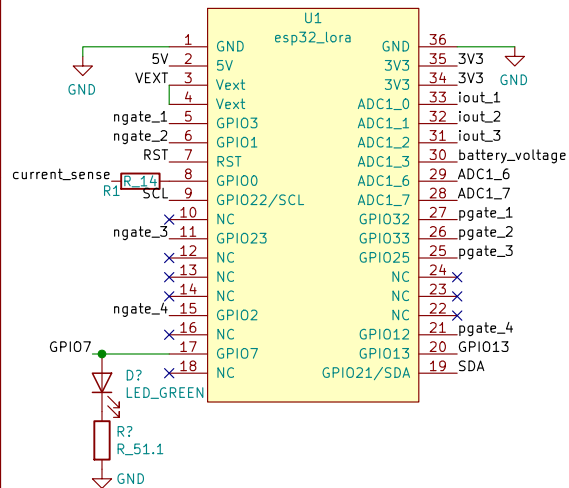 U1
esp32_lora
1 GND
GND 36
GND
GND
5V 2 5V
3V3 35 3V3
VEXT 3 Vext
3V3 34 3V3
4 Vext
ADC1_0 33 iout_1
ngate_1 5 GPIO3
ADC1_1 32 iout_2
ngate_2 6 GPIO1
ADC1_2 31 iout_3
RST 7 RST
ADC1_3 30 battery_voltage
current_sense R_14 8 GPIO0
R1
ADC1_6 29 ADC1_6
SCL 9 GPIO22/SCL
ADC1_7 28 ADC1_7
10 NC
GPIO32 27 pgate_1
ngate_3 11 GPIO23
GPIO33 26 pgate_2
12 NC
GPIO25 25 pgate_3
13 NC
NC 24
14 NC
NC 23
ngate_4 15 GPIO2
NC 22
16 NC
GPIO12 21 pgate_4
GPIO7 17 GPIO7
GPIO13 20 GPIO13
18 NC
GPIO21/SDA 19 SDA
D?
LED_GREEN
R?
R_51.1
GND